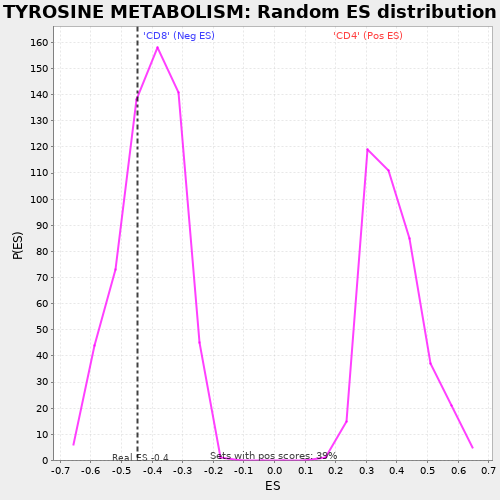 TYROSINE METABOLISM: Random ES distribution
'CD8' (Neg ES)
'CD4' (Pos ES)
160
150
140
130
120
110
100
90
80
70
60
50
40
30
20
10
0
P(ES)
Real ES -0.4
Sets with pos scores: 39%
-0.7 -0.6 -0.5 -0.4 -0.3 -0.2 -0.1 0.0 0.1 0.2 0.3 0.4 0.5 0.6 0.7
ES